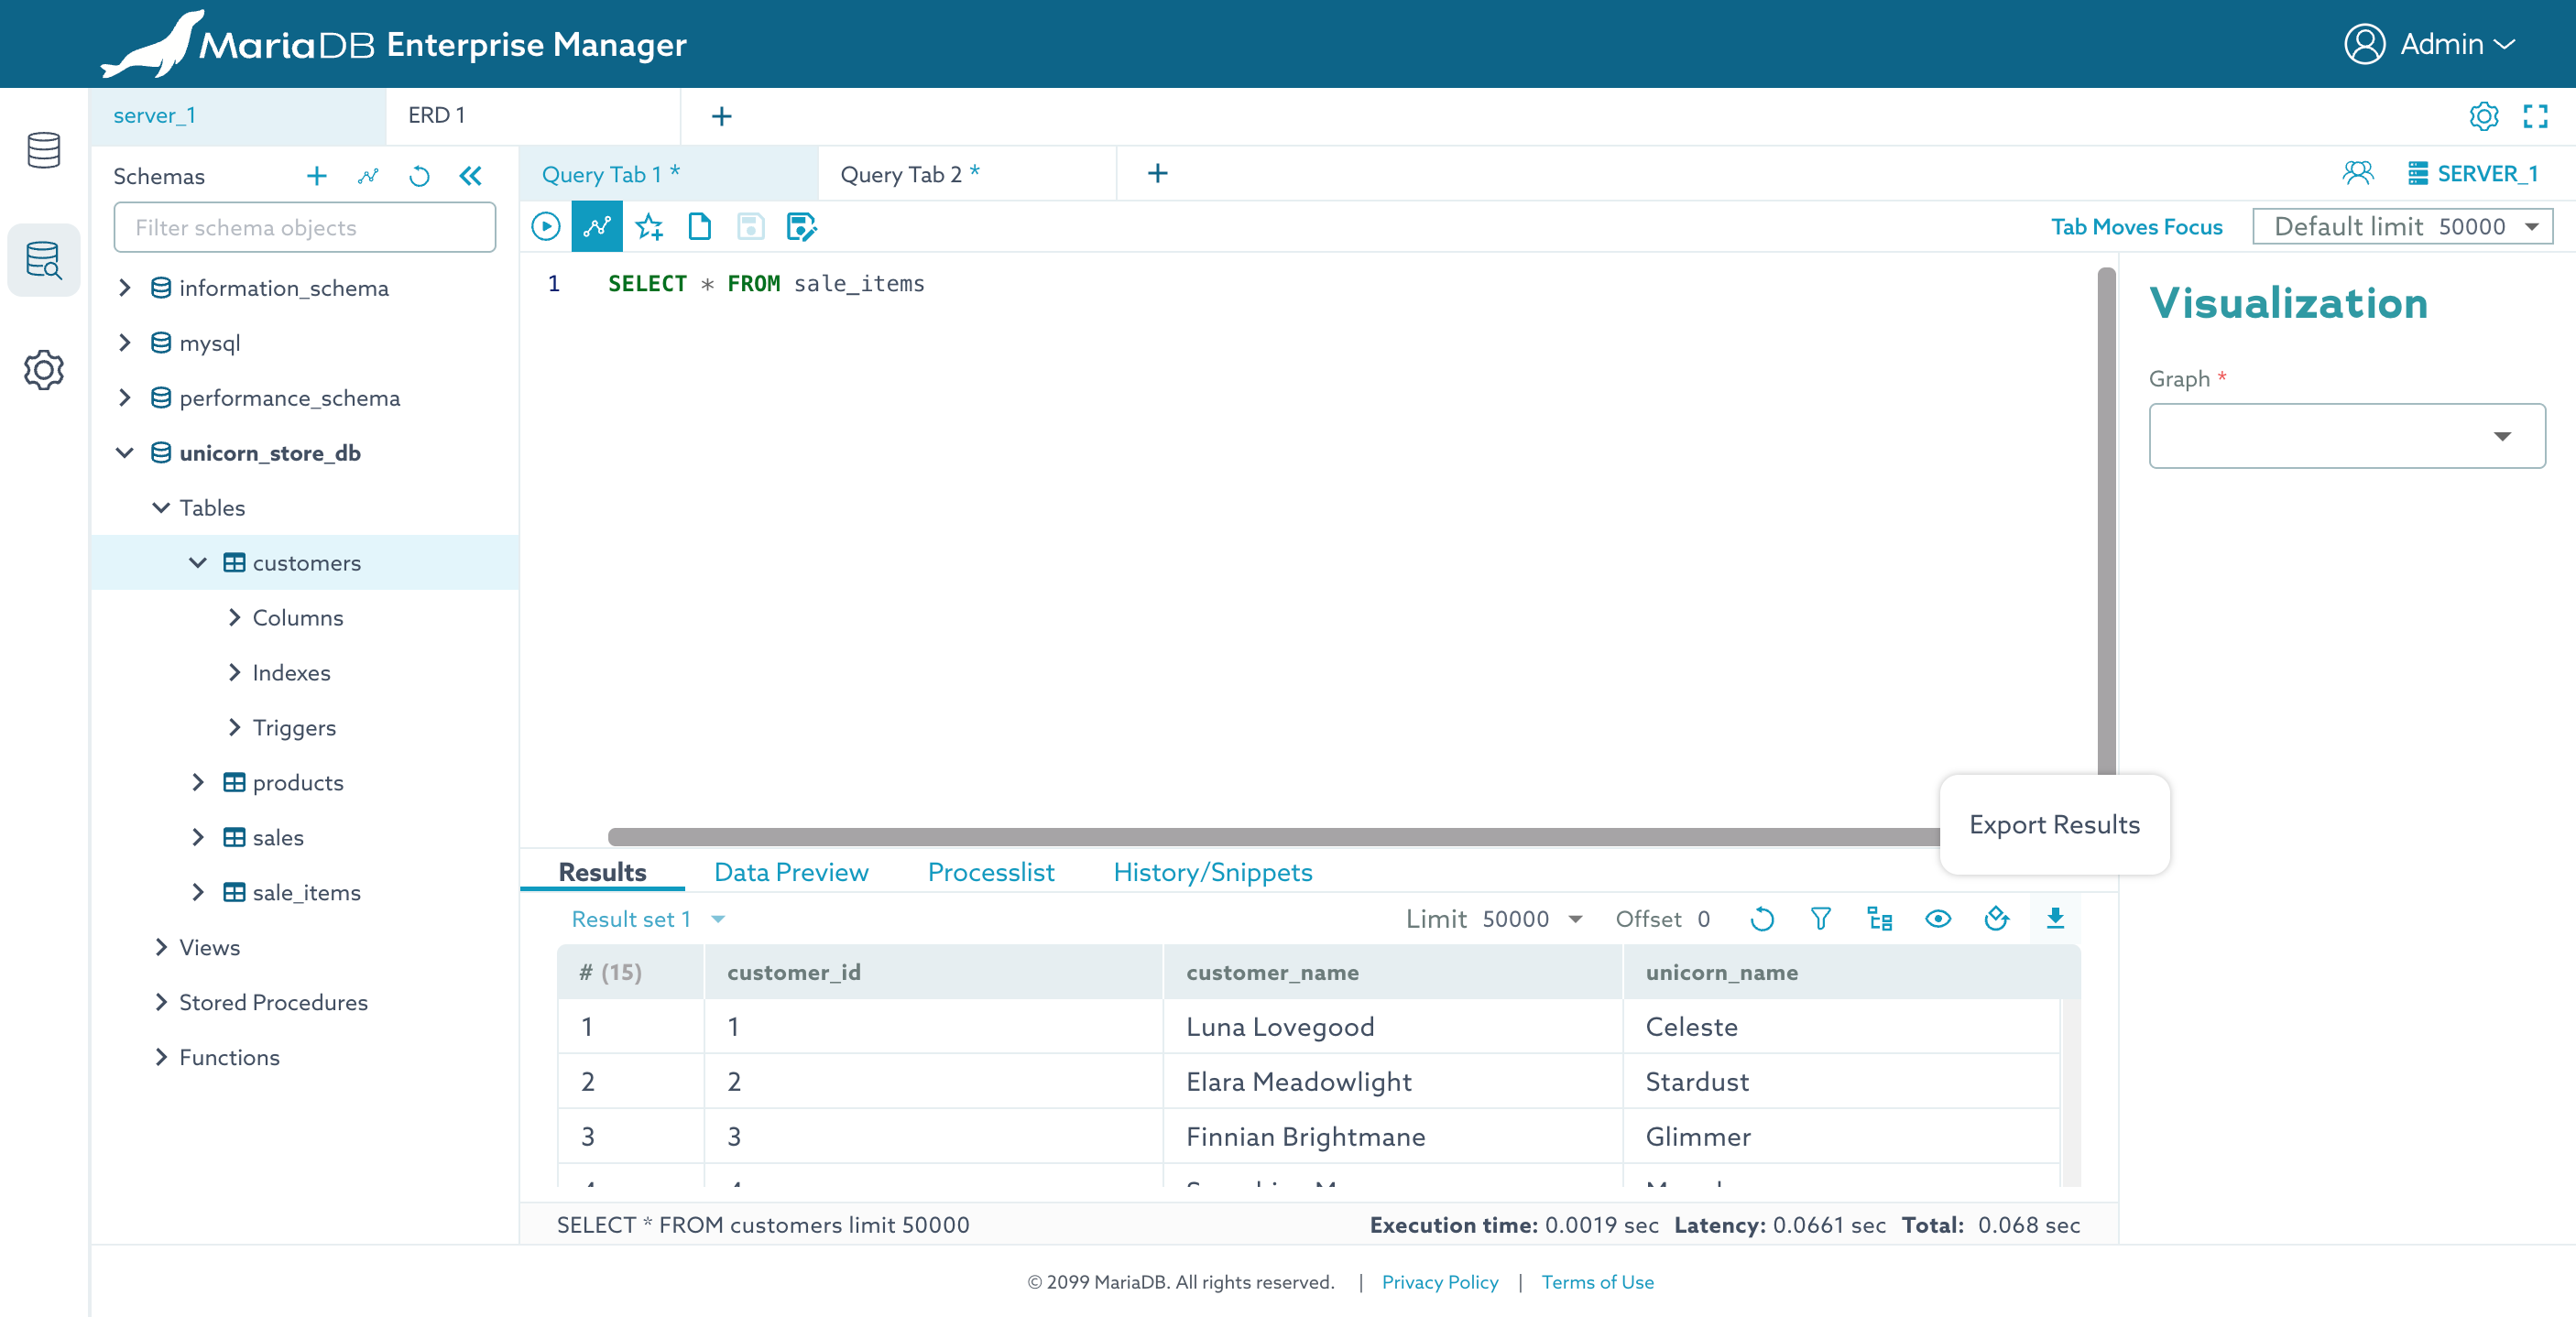 MariaDB Enterprise Manager
Admin
server_1
ERD 1
Schemas
Query Tab 1 *
Query Tab 2 *
SERVER_1
Filter schema objects
Tab Moves Focus
Default limit 50000
information_schema
mysql
performance_schema
unicorn_store_db
Tables
customers
Columns
Indexes
Triggers
products
sales
sale_items
Views
Stored Procedures
Functions
1 SELECT * FROM sale_items
Visualization
Graph *
Export Results
Results
Data Preview
Processlist
History/Snippets
Result set 1
Limit 50000
Offset 0
# (15) customer_id customer_name unicorn_name
1 1 Luna Lovegood Celeste
2 2 Elara Meadowlight Stardust
3 3 Finnian Brightmane Glimmer
SELECT * FROM customers limit 50000
Execution time: 0.0019 sec Latency: 0.0661 sec Total: 0.068 sec
© 2099 MariaDB. All rights reserved. | Privacy Policy | Terms of Use